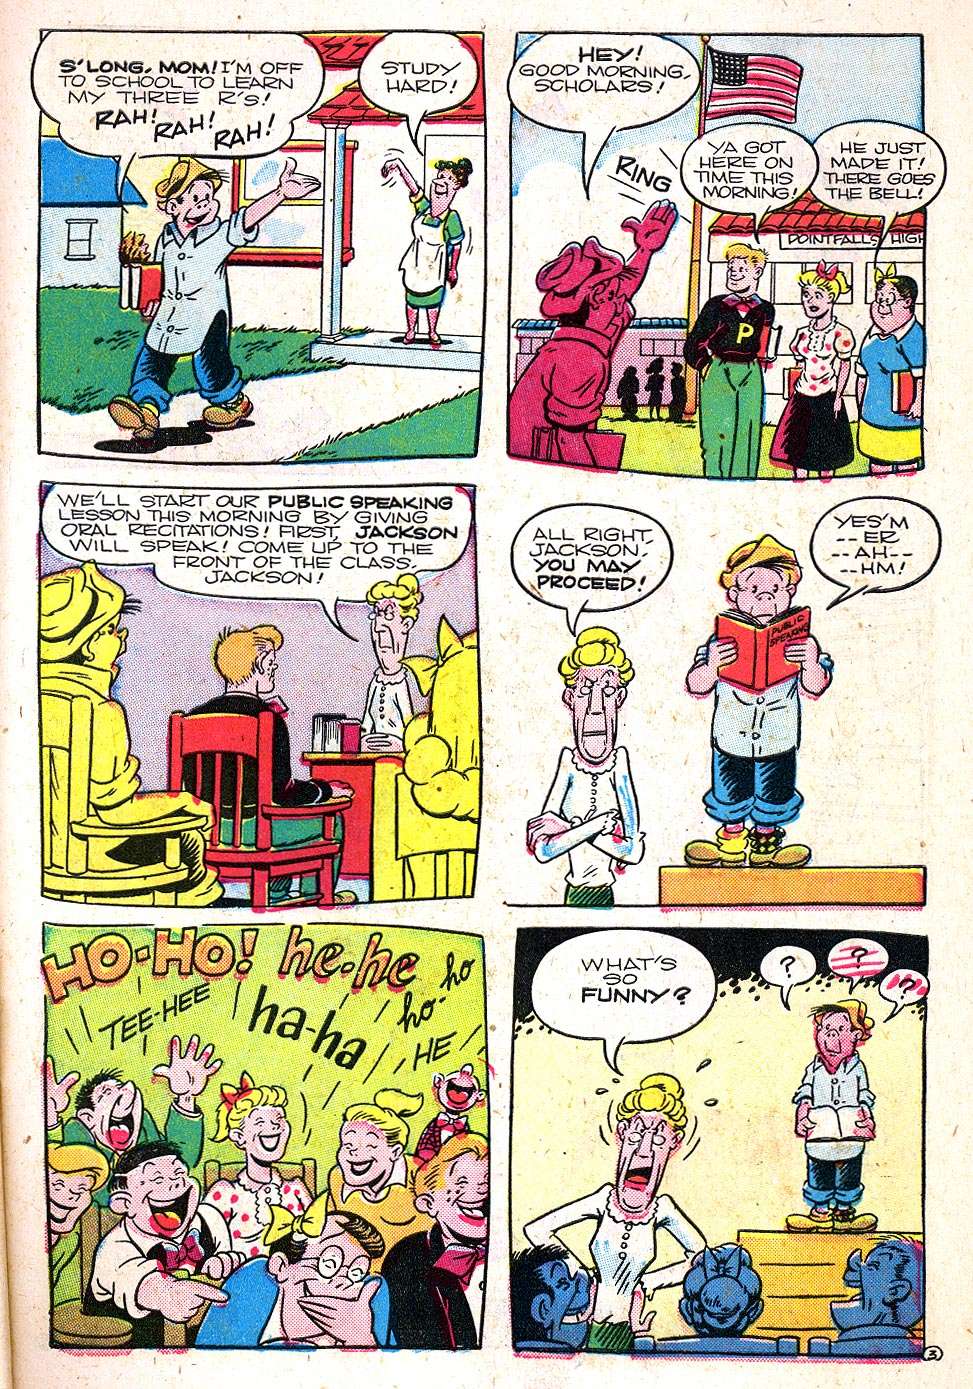 S'LONG, MOM! I'M OFF
TO SCHOOL TO LEARN
MY THREE R'S!
RAH! RAH! RAH!
STUDY
HARD!
HEY!
GOOD MORNING,
SCHOLARS!
RING
YA GOT
HERE ON
TIME THIS
MORNING!
HE JUST
MADE IT!
THERE GOES
THE BELL!
POINTFALLS HIGH
P
WE'LL START OUR PUBLIC SPEAKING
LESSON THIS MORNING BY GIVING
ORAL RECITATIONS! FIRST, JACKSON
WILL SPEAK! COME UP TO THE
FRONT OF THE CLASS,
JACKSON!
ALL RIGHT,
JACKSON,
YOU MAY
PROCEED!
YES'M
-- ER
-- AH--
--HM!
PUBLIC
SPEAKING
HO-HO! he-he
TEE-HEE
ha-ha
ho-ho
HE
WHAT'S
SO
FUNNY?
?
?
?
3